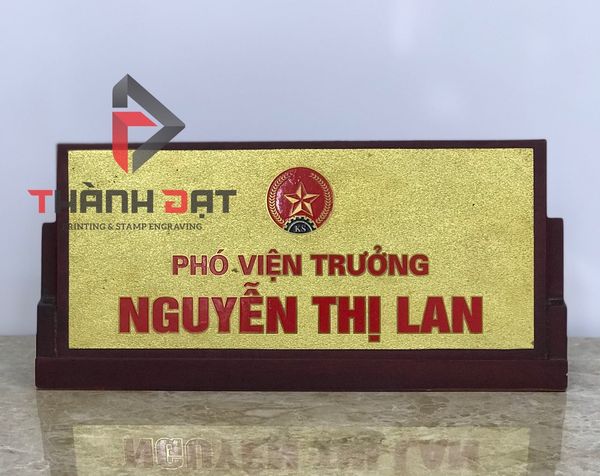 THÀNH ĐẠT
PRINTING & STAMP ENGRAVING
KS
PHÓ VIỆN TRƯỞNG
NGUYỄN THỊ LAN